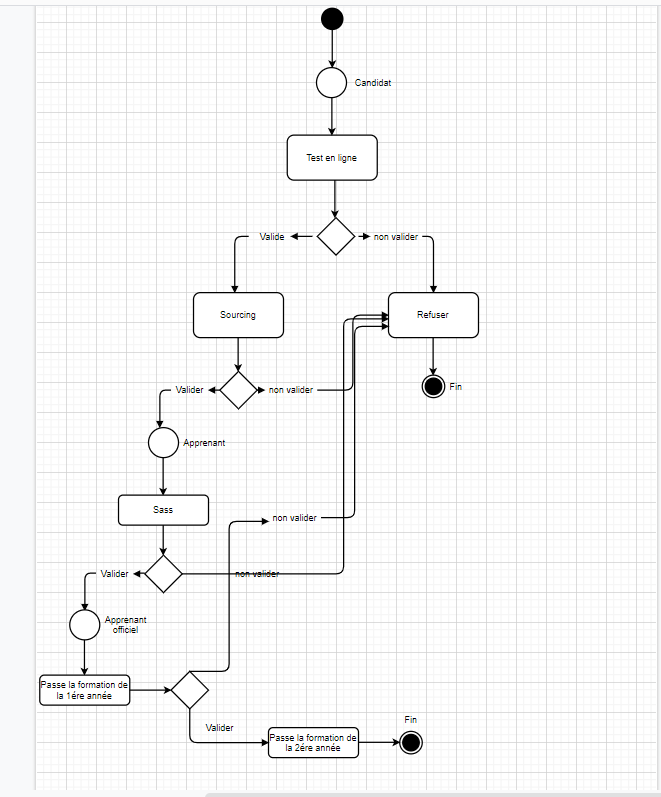 Candidat
Test en ligne
Valide
non valider
Sourcing
Refuser
Valider
non valider
Fin
Apprenant
Sass
non valider
Valider
non valider
Apprenant
officiel
Passe la formation de
la 1ére année
Valider
Fin
Passe la formation de
la 2ére année